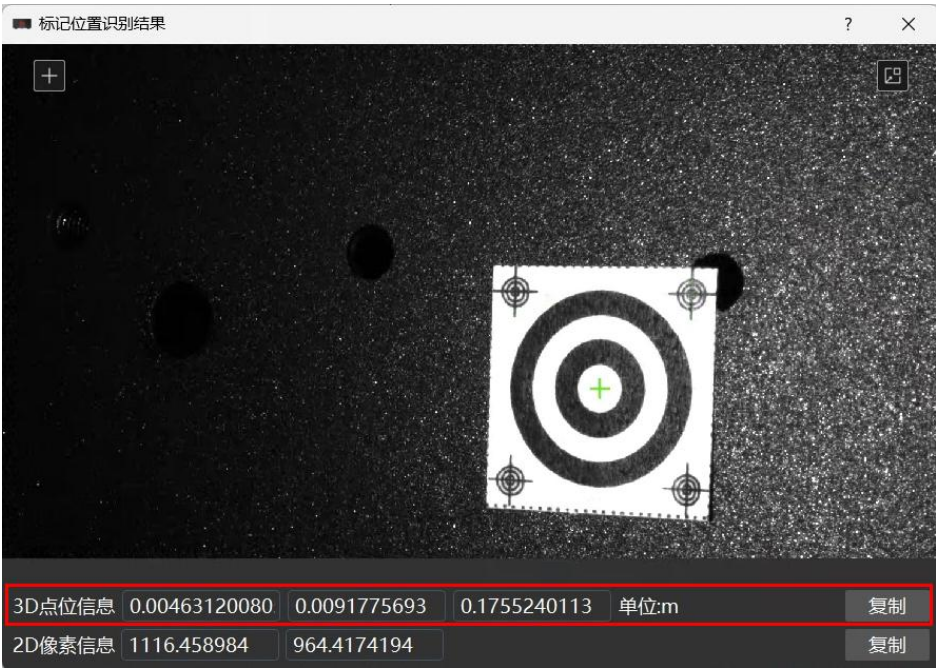 标记位置识别结果
3D点位信息 0.00463120080 0.0091775693 0.1755240113 单位:m 复制
2D像素信息 1116.458984 964.4174194 复制